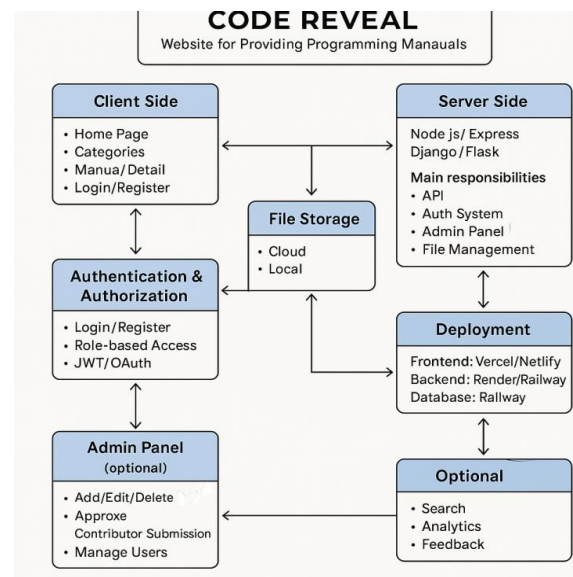 CODE REVEAL
Website for Providing Programming Manauals
Client Side
• Home Page
• Categories
• Manua/Detail
• Login/Register
Server Side
Node js/ Express
Django/Flask
Main responsibilities
• API
• Auth System
• Admin Panel
• File Management
File Storage
• Cloud
• Local
Authentication &
Authorization
• Login/Register
• Role-based Access
• JWT/OAuth
Deployment
Frontend: Vercel/Netlify
Backend: Render/Railway
Database: Rallway
Admin Panel
(optional)
• Add/Edit/Delete
• Approxe
Contributor Submission
• Manage Users
Optional
• Search
• Analytics
• Feedback